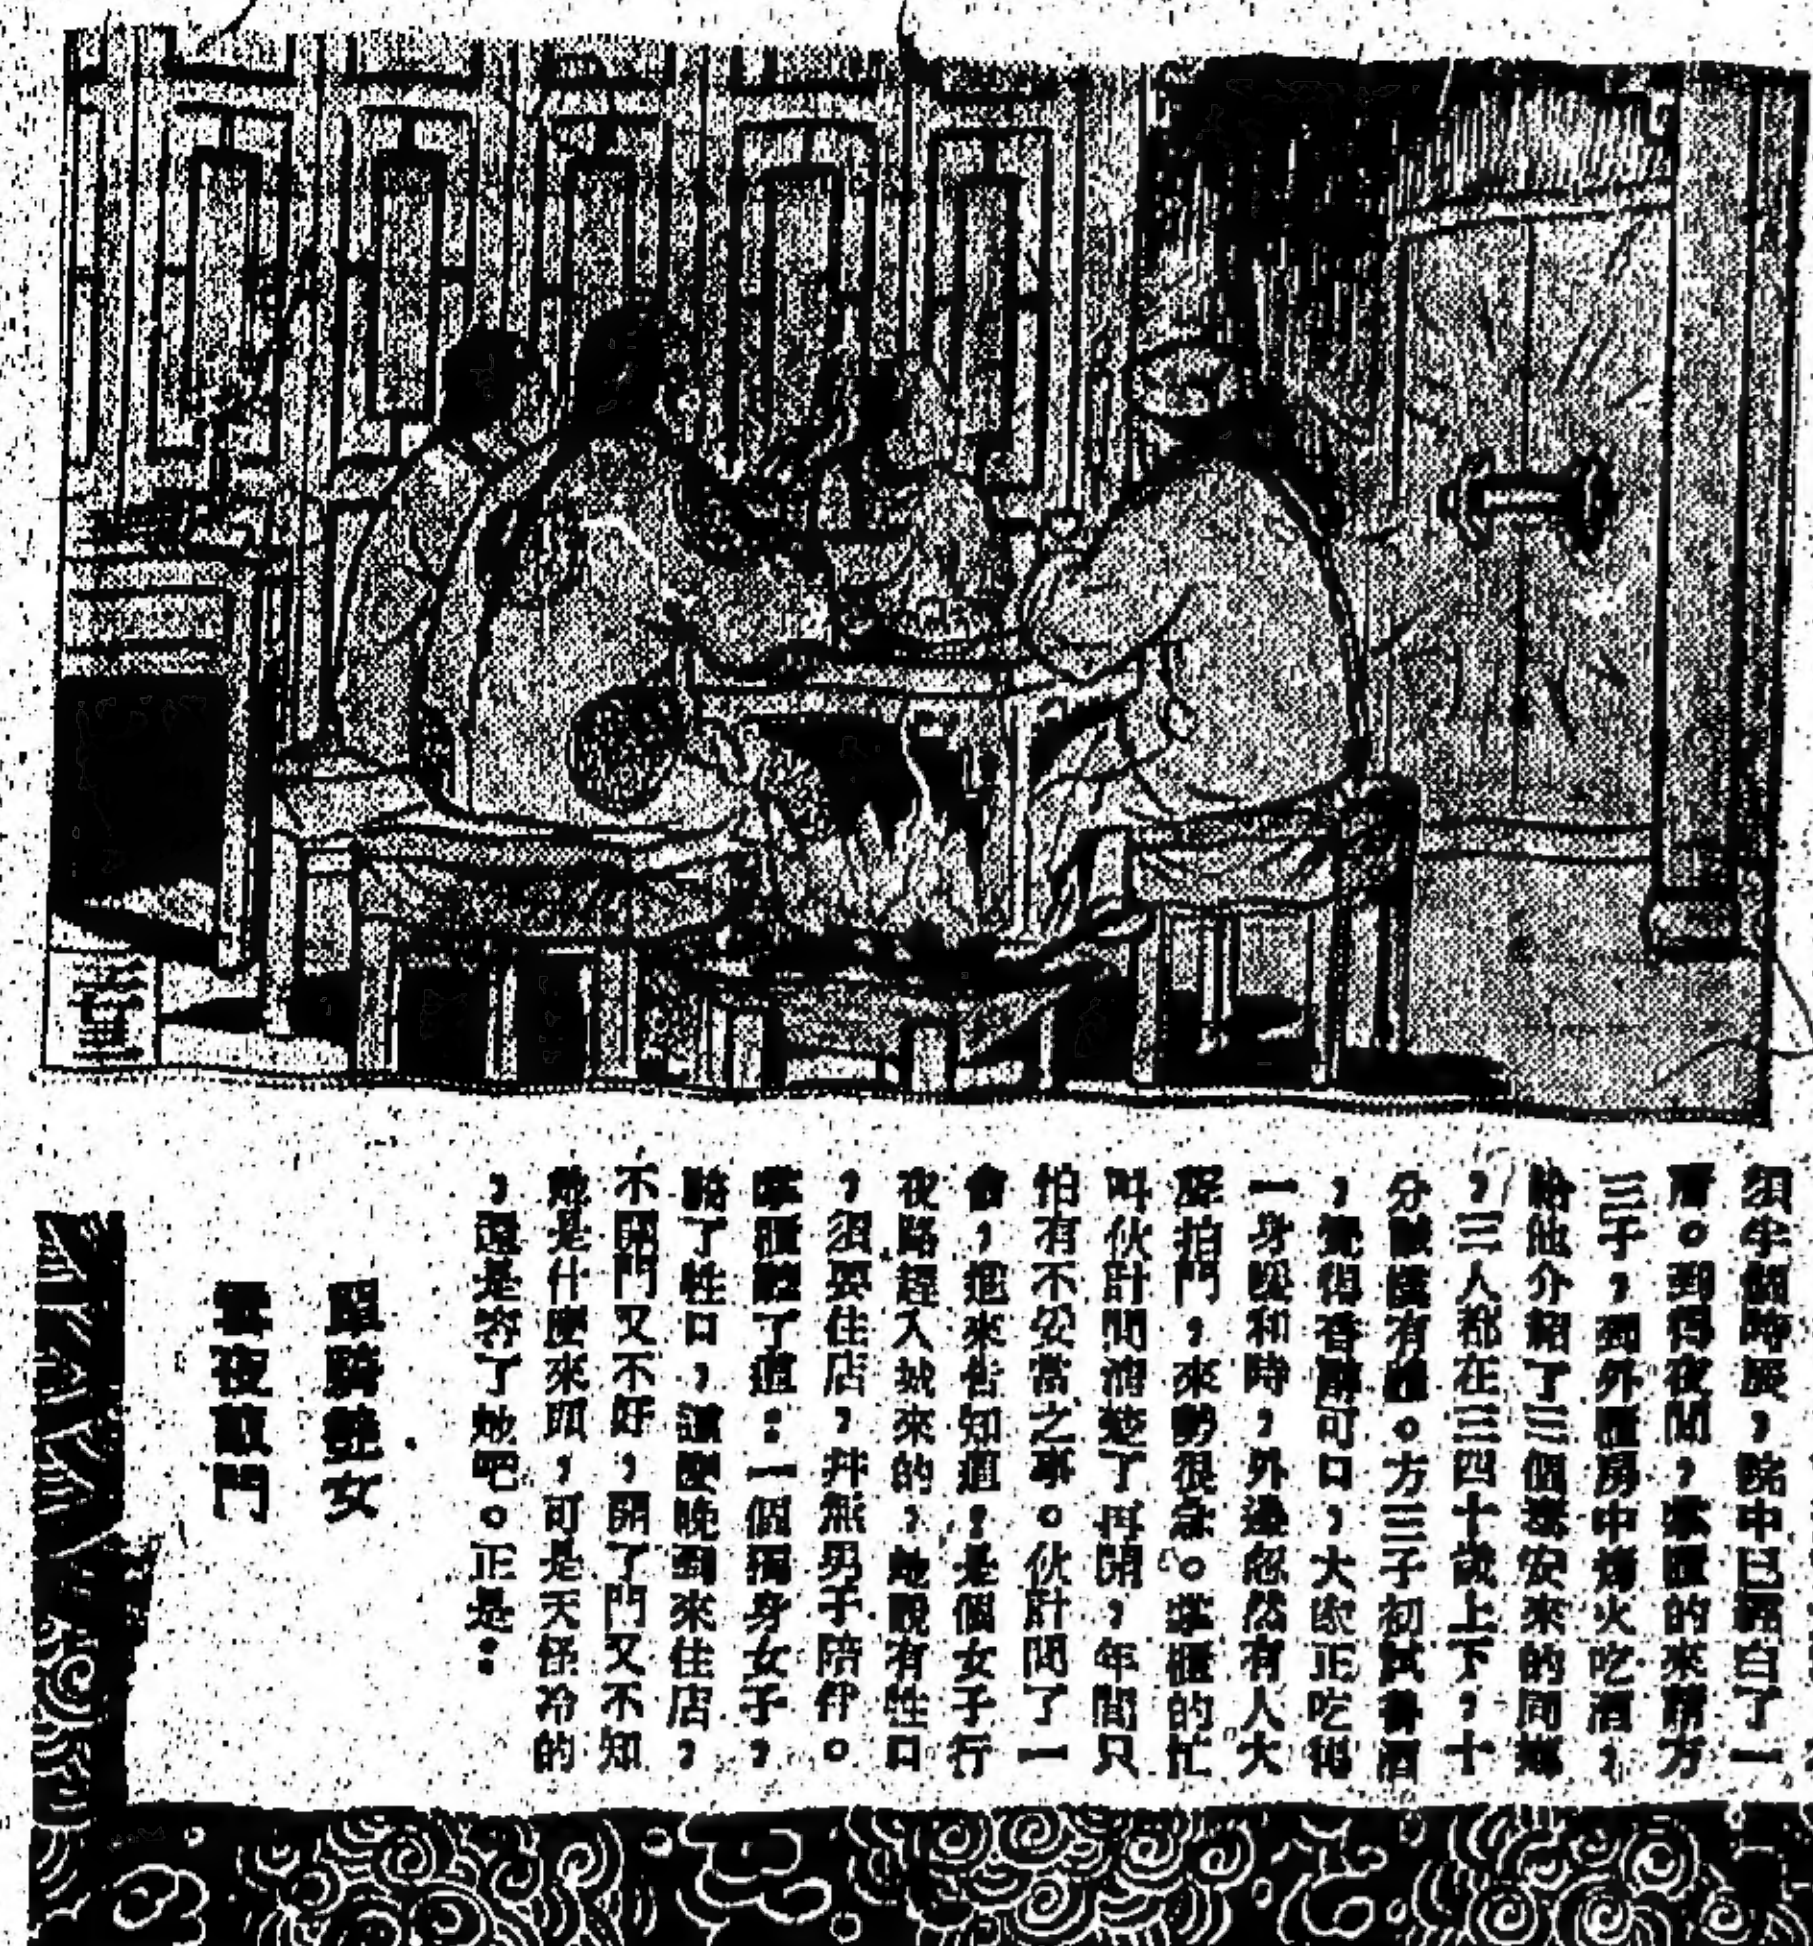 須半個時辰，院中已鋪白了一
層。到得夜間，掌櫃的來請方
三子，到外櫃房中烤火吃酒，
給他介紹了三個濰安來的同鄉
，三人都在三四十歲上下，十
分誠樸有禮。方三子初試善酒
，覺得香醇可口，大家正吃得
一身暖和時，外邊忽然有人大
聲拍門，來勢很急。掌櫃的忙
叫伙計問清楚了再開，年間只
怕有不妥當之事。伙計問了一
會，進來告知道：是個女子行
夜路趕入城來的，她說有牲口
，須要住店，並無男子陪伴。
掌櫃聽了道：一個獨身女子，
騎了牲口，這麼晚到來住店，
不開門又不好，開了門又不知
她是什麼來頭，可是天怪冷的
，還是容了她吧。正是：
單騎艷女
雪夜敲門